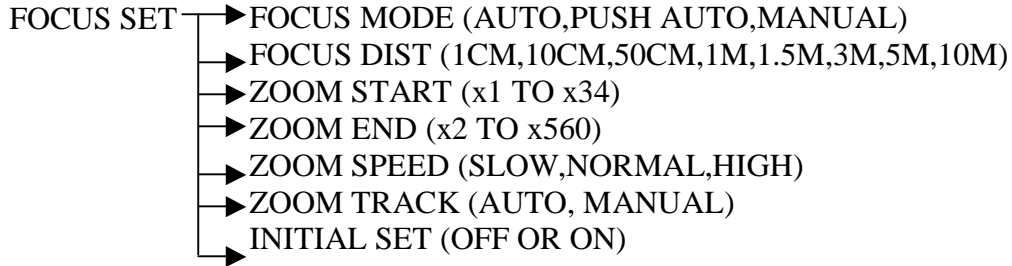 FOCUS SET FOCUS MODE (AUTO,PUSH AUTO,MANUAL)
FOCUS DIST (1CM,10CM,50CM,1M,1.5M,3M,5M,10M)
ZOOM START (x1 TO x34)
ZOOM END (x2 TO x560)
ZOOM SPEED (SLOW,NORMAL,HIGH)
ZOOM TRACK (AUTO, MANUAL)
INITIAL SET (OFF OR ON)